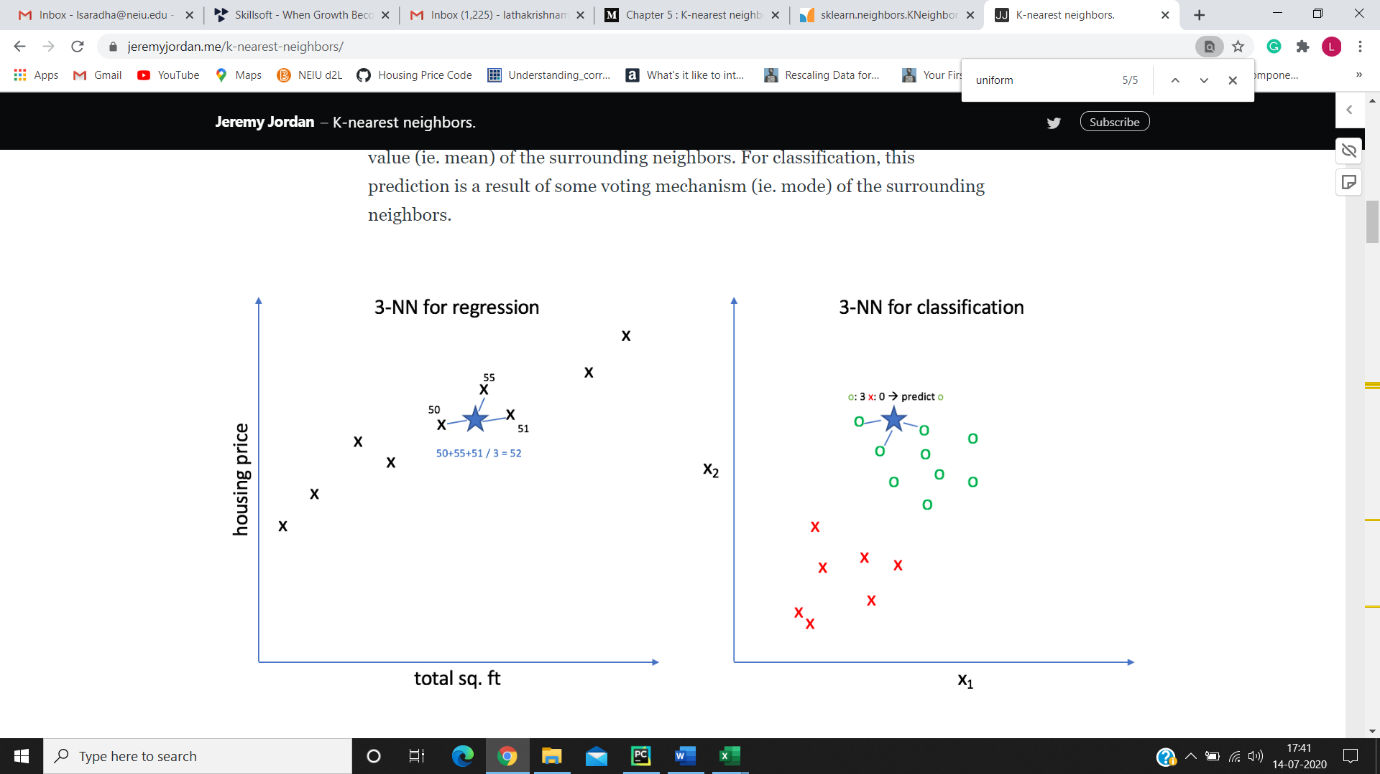 Inbox - lsaradha@neiu.edu -
Skillsoft - When Growth Beco
Inbox (1,225) - lathakrishnam
Chapter 5 : K-nearest neighb
sklearn.neighbors.KNeighbor
K-nearest neighbors.
jeremyjordan.me/k-nearest-neighbors/
L
Apps
Gmail
YouTube
Maps
NEIU d2L
Housing Price Code
Understanding_corr...
What's it like to int...
Rescaling Data for...
Your Firs
ompone...
»
uniform
5/5
Jeremy Jordan – K-nearest neighbors.
Subscribe
value (ie. mean) of the surrounding neighbors. For classification, this
prediction is a result of some voting mechanism (ie. mode) of the surrounding
neighbors.
3-NN for regression
housing price
total sq. ft
55
50
51
50+55+51 / 3 = 52
3-NN for classification
o: 3 x: 0 → predict o
x₂
x₁
Type here to search
17:41
14-07-2020